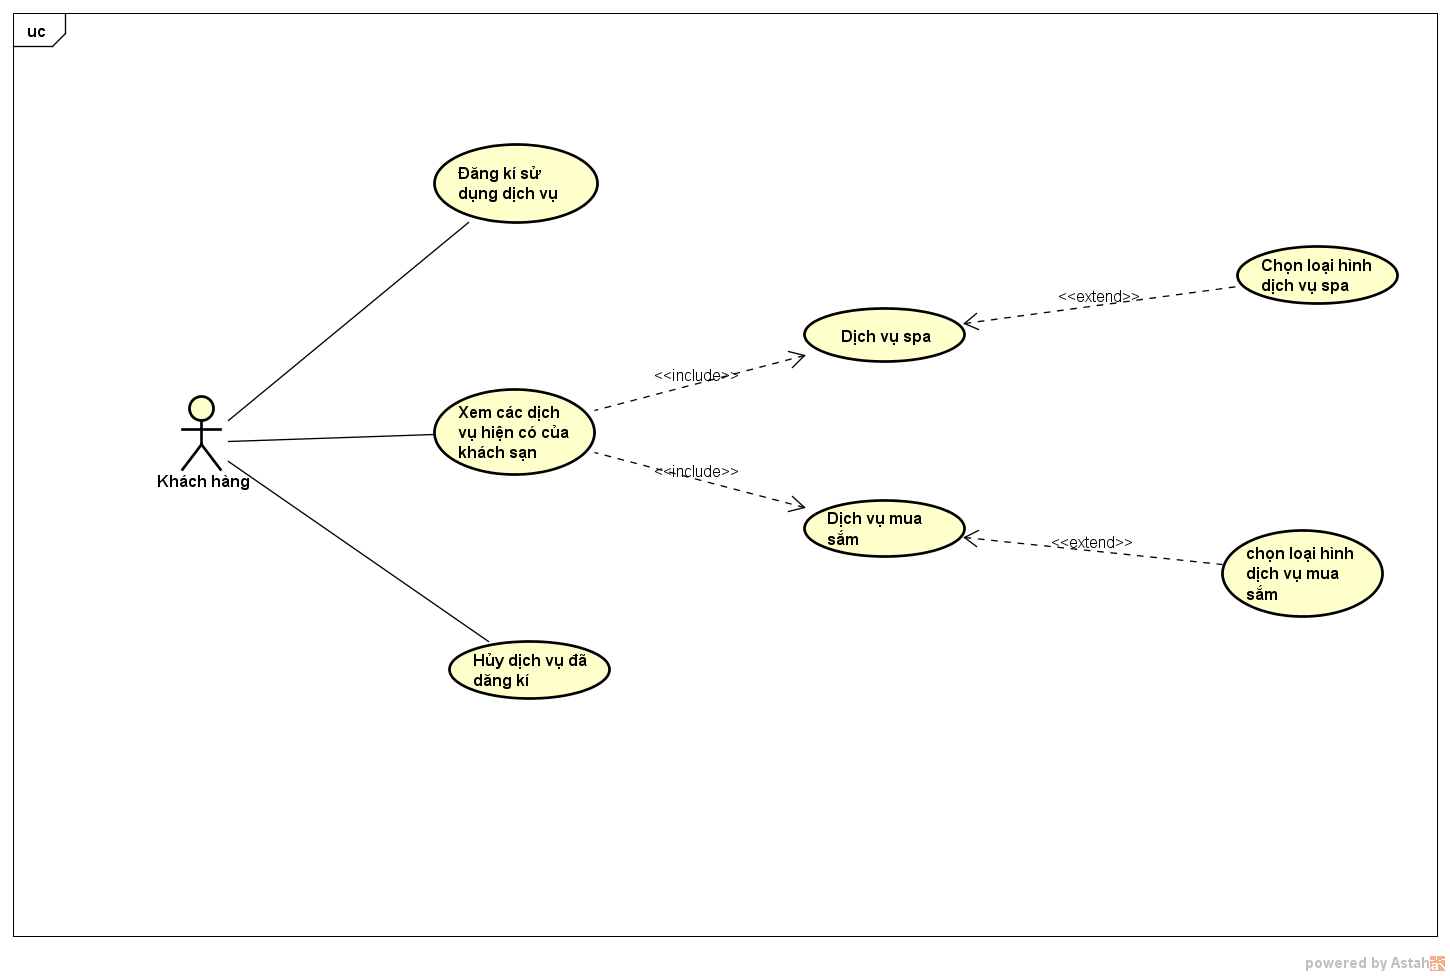 uc
Đăng kí sử
dụng dịch vụ
Chọn loại hình
dịch vụ spa
<<extend>>
Dịch vụ spa
<<include>>
Xem các dịch
vụ hiện có của
khách sạn
<<include>>
Khách hàng
Dịch vụ mua
sắm
<<extend>>
chọn loại hình
dịch vụ mua
sắm
Hủy dịch vụ đã
dăng kí
powered by Astah